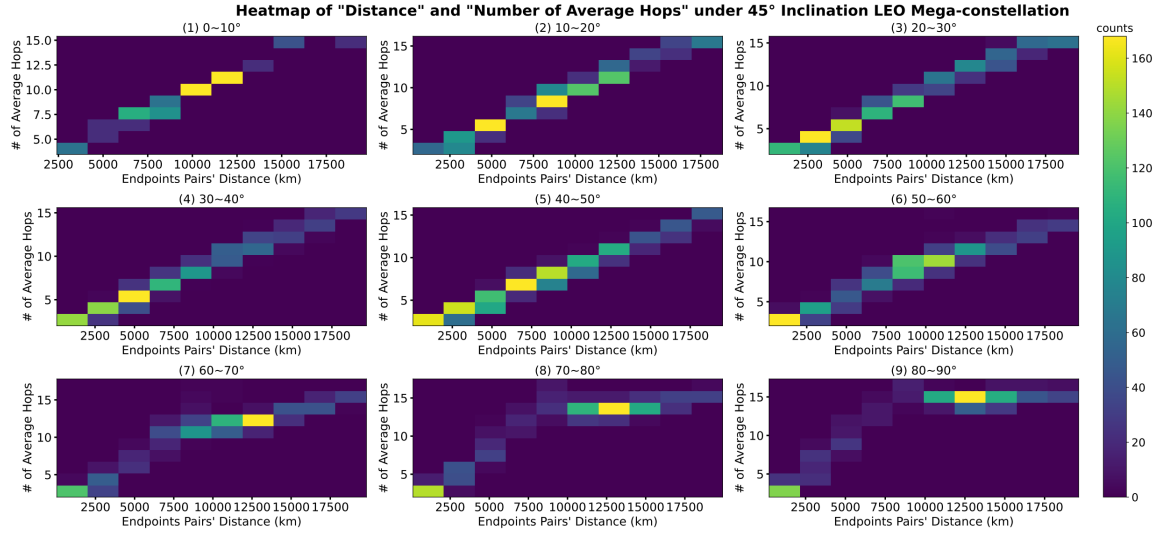 Heatmap of "Distance" and "Number of Average Hops" under 45° Inclination LEO Mega-constellation
(1) 0~10°
(2) 10~20°
(3) 20~30°
counts
# of Average Hops
15.0
12.5
10.0
7.5
5.0
2500 5000 7500 10000 12500 15000 17500
Endpoints Pairs' Distance (km)
# of Average Hops
15
10
5
2500 5000 7500 10000 12500 15000 17500
Endpoints Pairs' Distance (km)
# of Average Hops
15
10
5
2500 5000 7500 10000 12500 15000 17500
Endpoints Pairs' Distance (km)
(4) 30~40°
(5) 40~50°
(6) 50~60°
# of Average Hops
15
10
5
2500 5000 7500 10000 12500 15000 17500
Endpoints Pairs' Distance (km)
# of Average Hops
15
10
5
2500 5000 7500 10000 12500 15000 17500
Endpoints Pairs' Distance (km)
# of Average Hops
15
10
5
2500 5000 7500 10000 12500 15000 17500
Endpoints Pairs' Distance (km)
(7) 60~70°
(8) 70~80°
(9) 80~90°
# of Average Hops
15
10
5
2500 5000 7500 10000 12500 15000 17500
Endpoints Pairs' Distance (km)
# of Average Hops
15
10
5
2500 5000 7500 10000 12500 15000 17500
Endpoints Pairs' Distance (km)
# of Average Hops
15
10
5
2500 5000 7500 10000 12500 15000 17500
Endpoints Pairs' Distance (km)
160
140
120
100
80
60
40
20
0